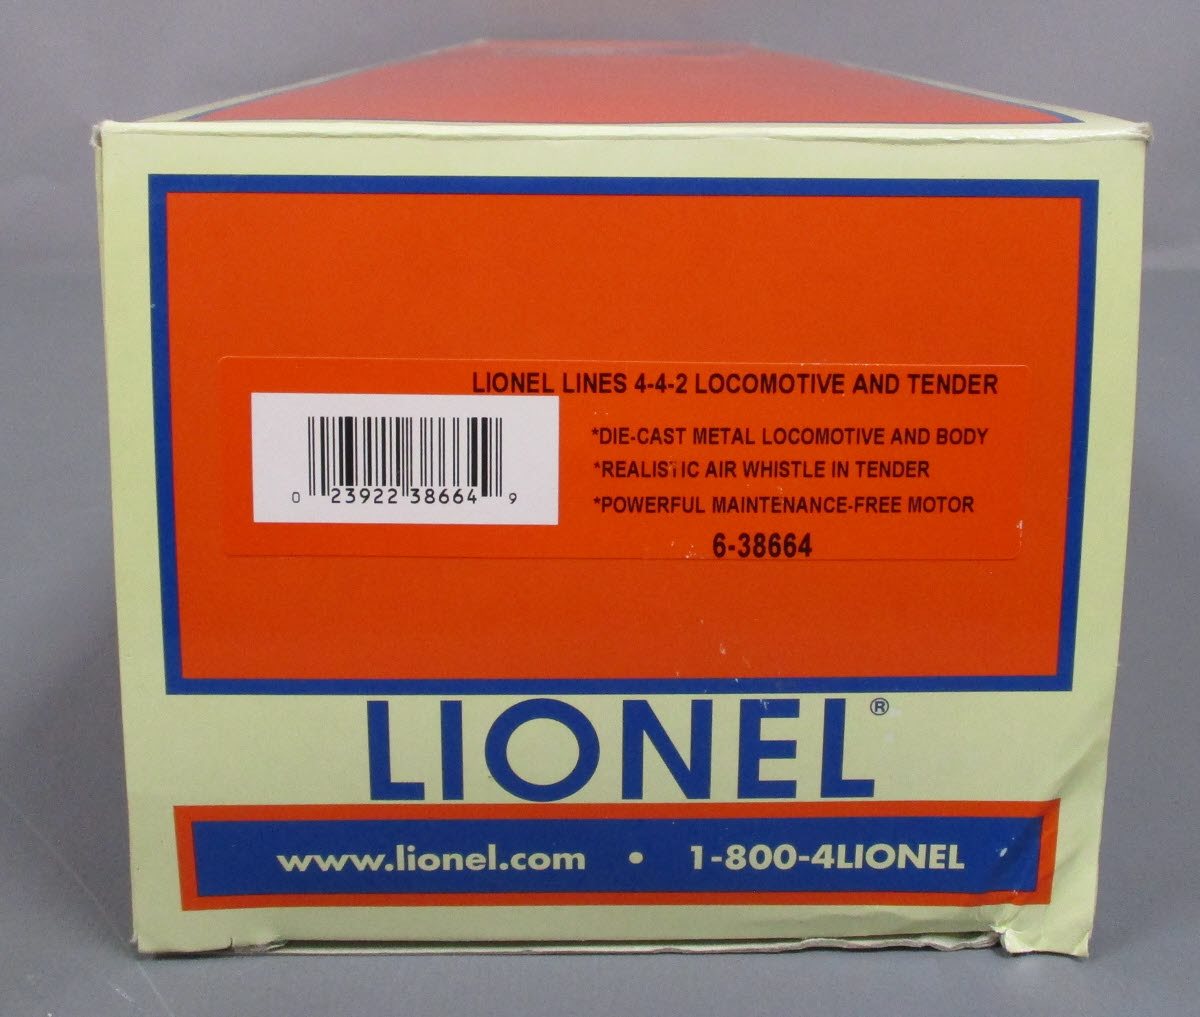 LIONEL LINES 4-4-2 LOCOMOTIVE AND TENDER
*DIE-CAST METAL LOCOMOTIVE AND BODY
*REALISTIC AIR WHISTLE IN TENDER
*POWERFUL MAINTENANCE-FREE MOTOR
6-38664
0 23922 38664 9
LIONEL®
www.lionel.com • 1-800-4LIONEL